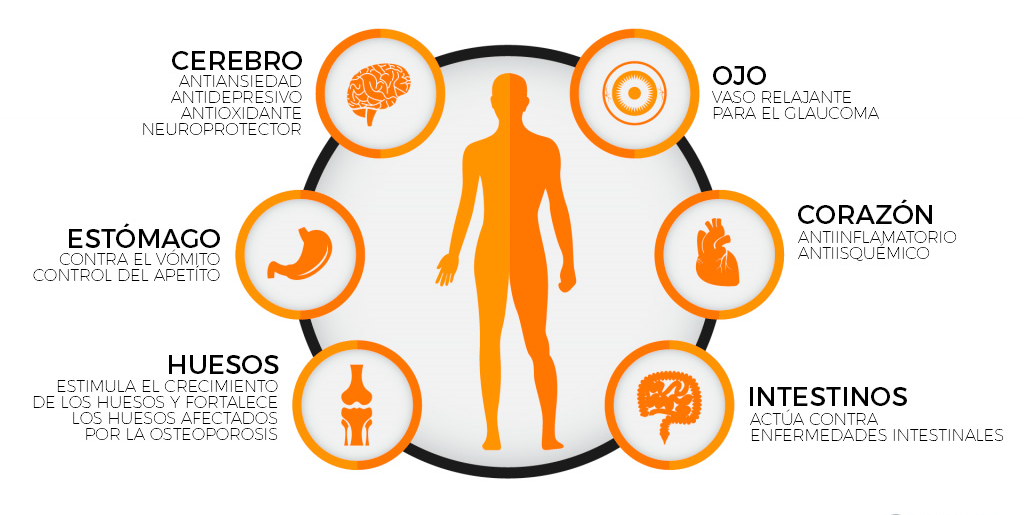 CEREBRO
ANTIANSIEDAD
ANTIDEPRESIVO
ANTIOXIDANTE
NEUROPROTECTOR
OJO
VASO RELAJANTE
PARA EL GLAUCOMA
ESTÓMAGO
CONTRA EL VÓMITO
CONTROL DEL APETÍTO
CORAZÓN
ANTIINFLAMATORIO
ANTIISQUÉMICO
HUESOS
ESTIMULA EL CRECIMIENTO
DE LOS HUESOS Y FORTALECE
LOS HUESOS AFECTADOS
POR LA OSTEOPOROSIS
INTESTINOS
ACTÚA CONTRA
ENFERMEDADES INTESTINALES